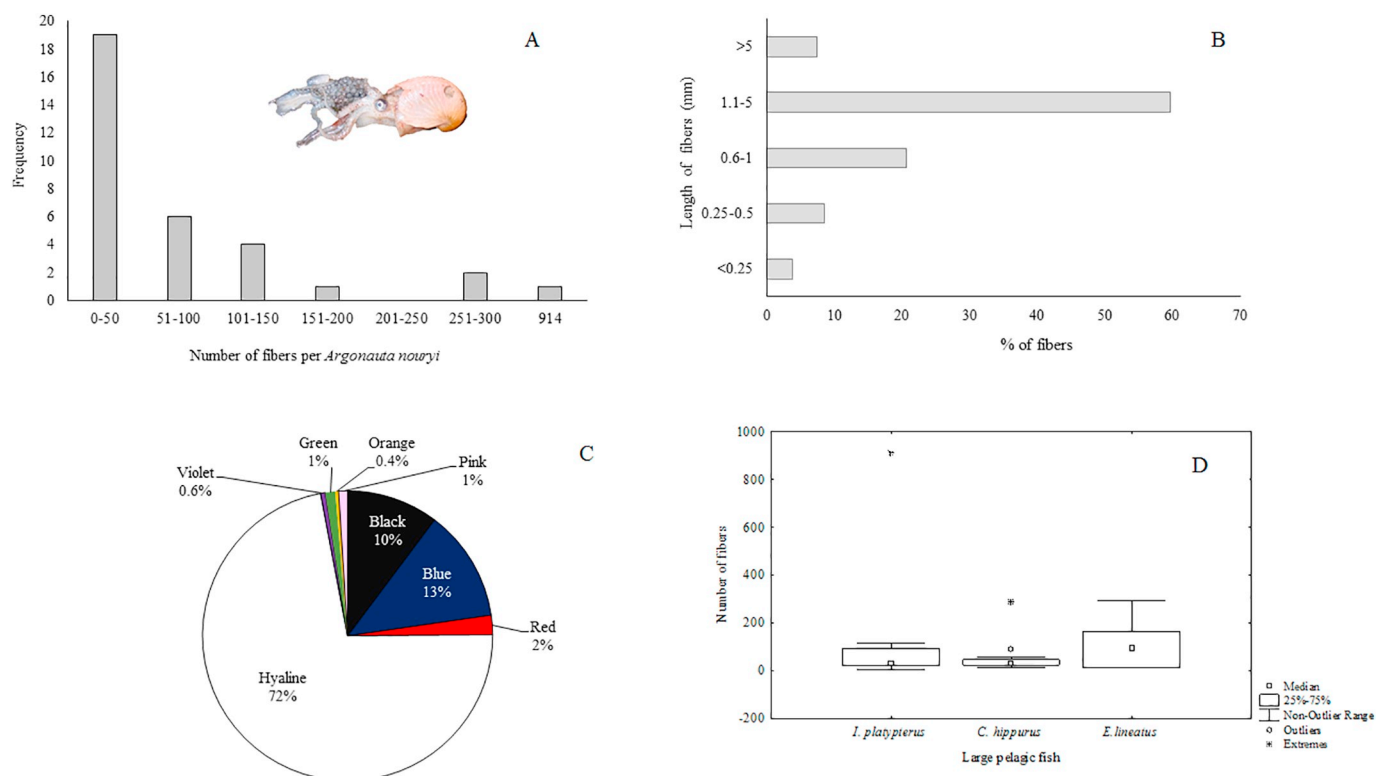 A
Frequency
20
18
16
14
12
10
8
6
4
2
0
0-50 51-100 101-150 151-200 201-250 251-300 914
Number of fibers per Argonauta nouryi
B
Length of fibers (mm)
>5
1.1-5
0.6-1
0.25-0.5
<0.25
0 10 20 30 40 50 60 70
% of fibers
C
Violet
0.6%
Green
1%
Orange
0.4%
Pink
1%
Black
10%
Blue
13%
Red
2%
Hyaline
72%
D
Number of fibers
1000
800
600
400
200
0
-200
I. platypterus C. hippurus E. lineatus
Large pelagic fish
Median
25%-75%
Non-Outlier Range
Outliers
Extremes